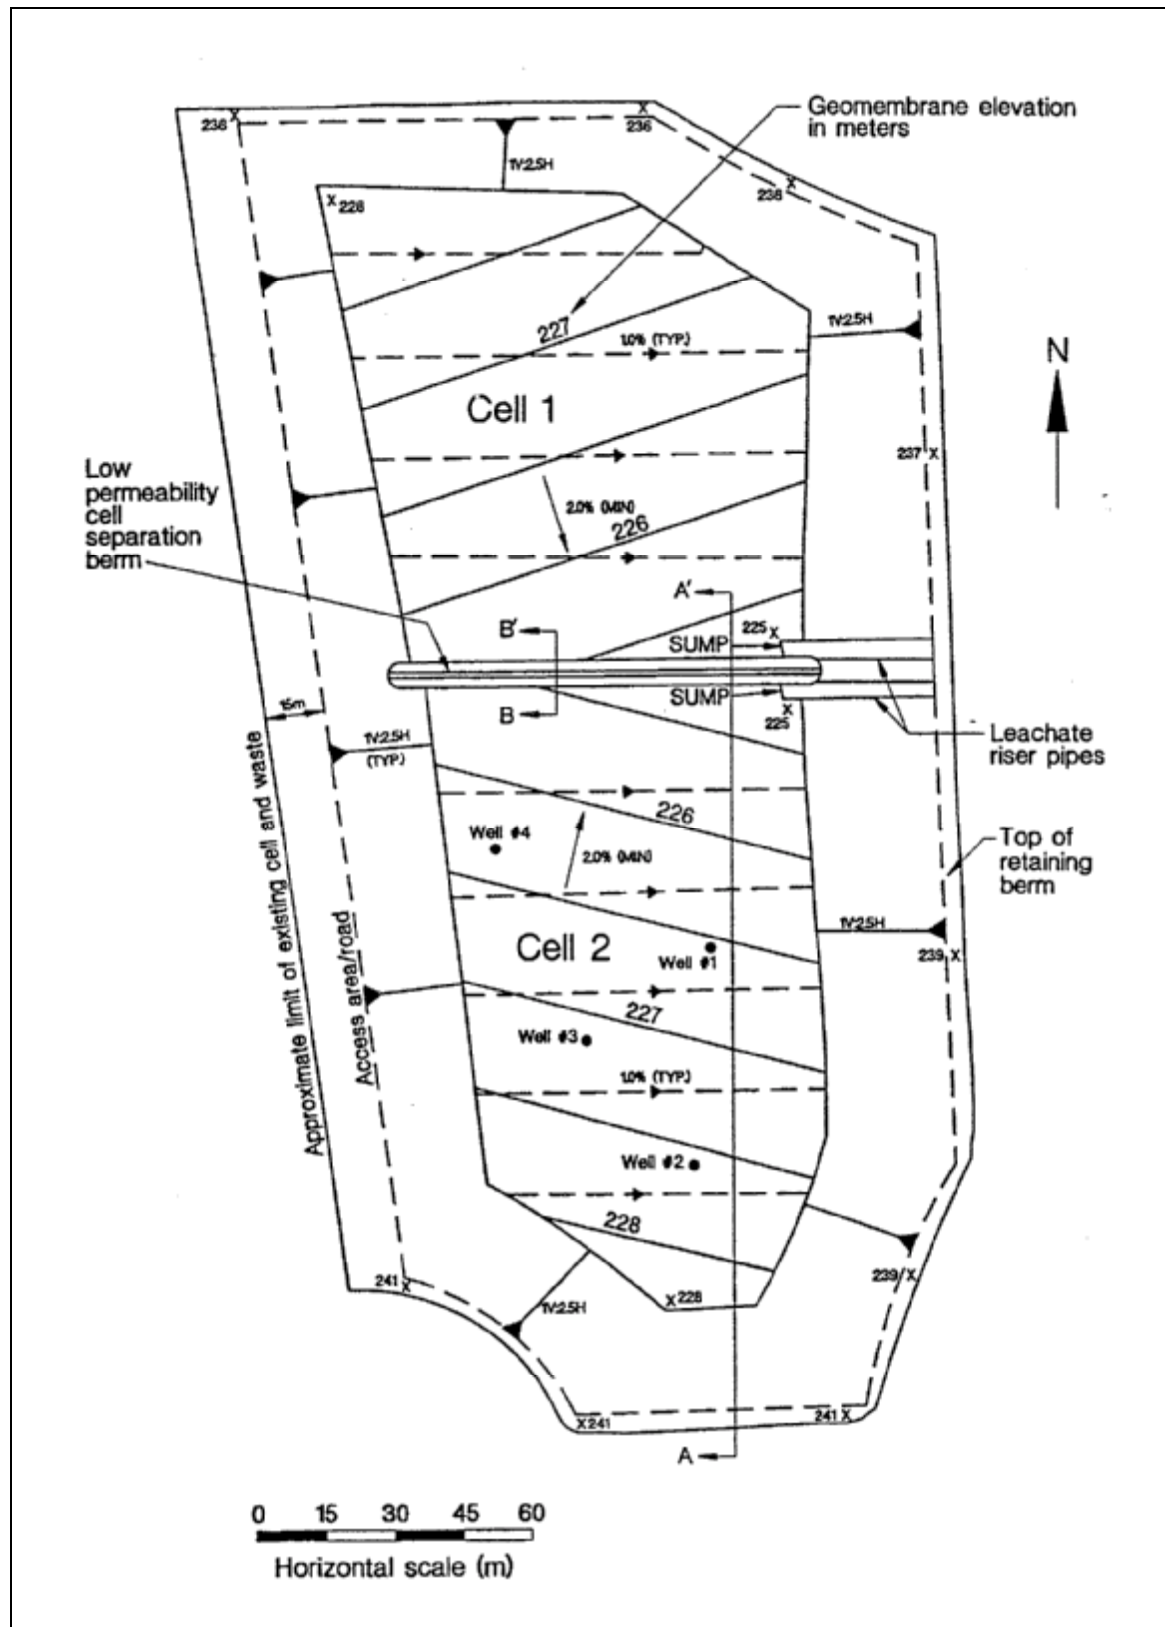 Geomembrane elevation
in meters
236
236
238
1V:2.5H
228
227
1V:2.5H
1.0% (TYP.)
N
Cell 1
237
Low
permeability
cell
separation
berm
2.0% (MIN)
226
A'
B'
225
SUMP
SUMP
B
225
15m
1V:2.5H
(TYP.)
Leachate
riser pipes
226
Well #4
2.0% (MIN)
Top of
retaining
berm
1V:2.5H
Cell 2
Well #1
239
Approximate limit of existing cell and waste
Access area/road
227
Well #3
1.0% (TYP.)
Well #2
228
241
239
228
1V:2.5H
241
241
A
0 15 30 45 60
Horizontal scale (m)